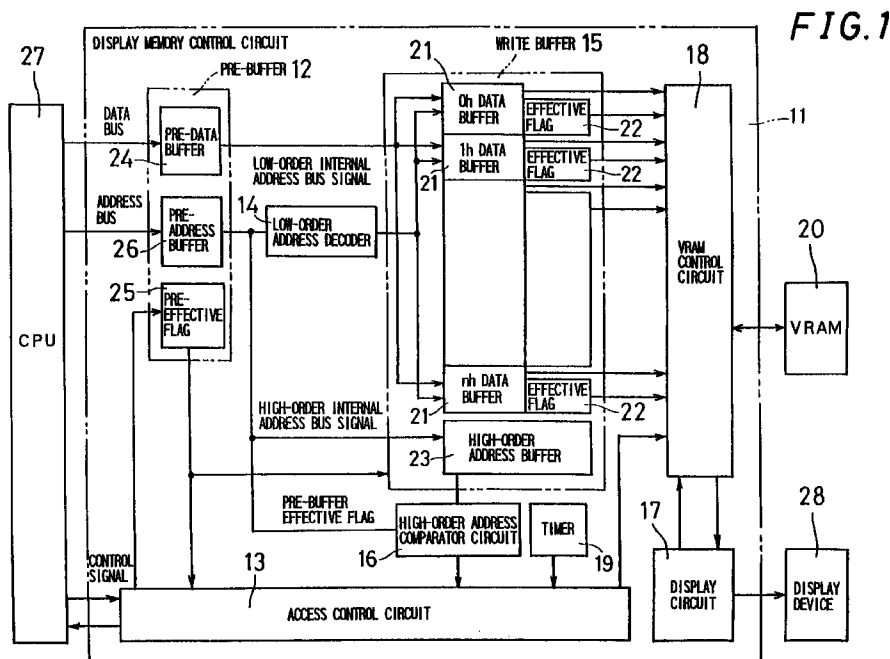 FIG.1
DISPLAY MEMORY CONTROL CIRCUIT
WRITE BUFFER 15
PRE-BUFFER 12
27
21
18
11
DATA
BUS
PRE-DATA
BUFFER
24
0h DATA
BUFFER
EFFECTIVE
FLAG
22
1h DATA
BUFFER
21
EFFECTIVE
FLAG
22
LOW-ORDER INTERNAL
ADDRESS BUS SIGNAL
ADDRESS
BUS
PRE-
ADDRESS
BUFFER
26
14
LOW-ORDER
ADDRESS DECODER
VRAM
CONTROL
CIRCUIT
20
VRAM
25
PRE-
EFFECTIVE
FLAG
CPU
nh DATA
BUFFER
21
EFFECTIVE
FLAG
22
HIGH-ORDER INTERNAL
ADDRESS BUS SIGNAL
HIGH-ORDER
ADDRESS BUFFER
23
PRE-BUFFER
EFFECTIVE FLAG
HIGH-ORDER ADDRESS
COMPARATOR CIRCUIT
16
TIMER
19
17
28
CONTROL
SIGNAL
13
ACCESS CONTROL CIRCUIT
DISPLAY
CIRCUIT
DISPLAY
DEVICE